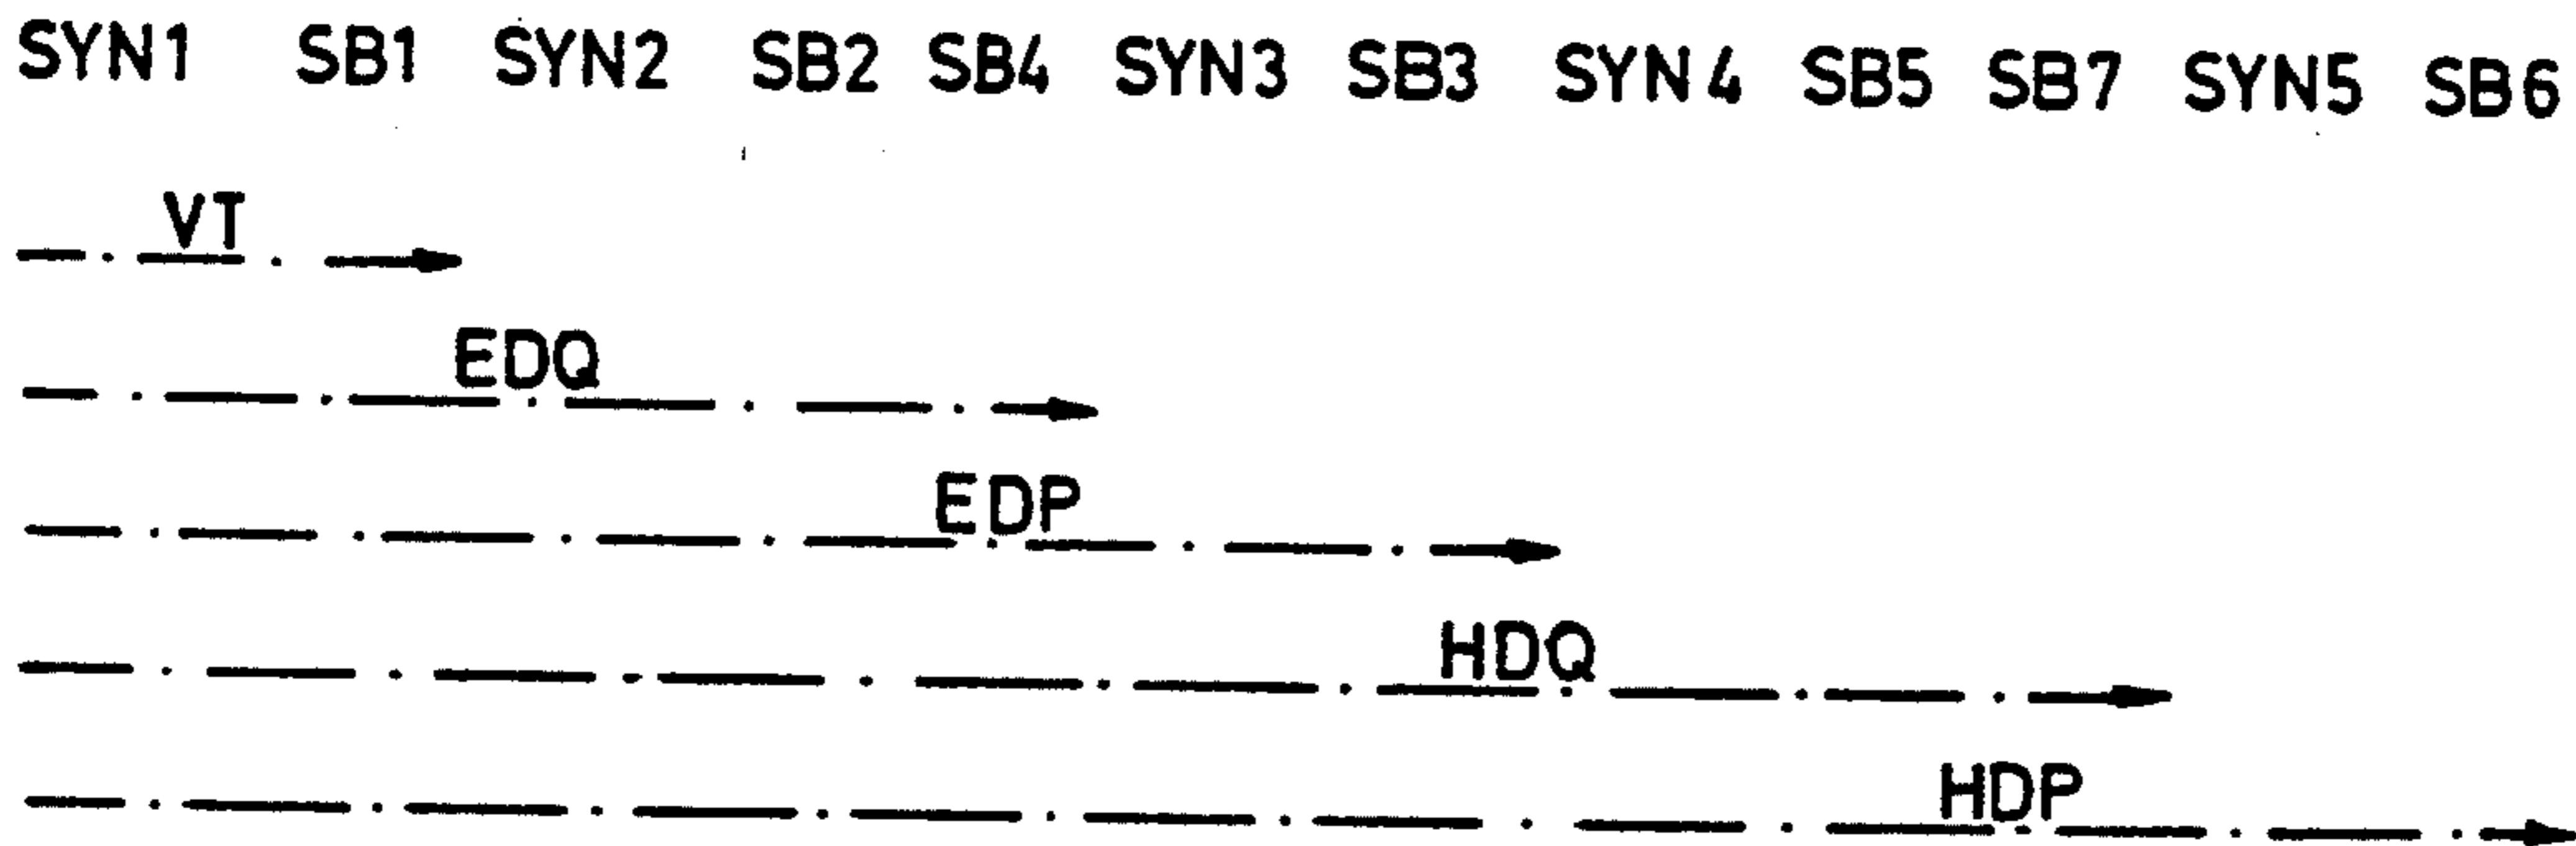 SYN1 SB1 SYN2 SB2 SB4 SYN3 SB3 SYN4 SB5 SB7 SYN5 SB6
VT
EDQ
EDP
HDQ
HDP